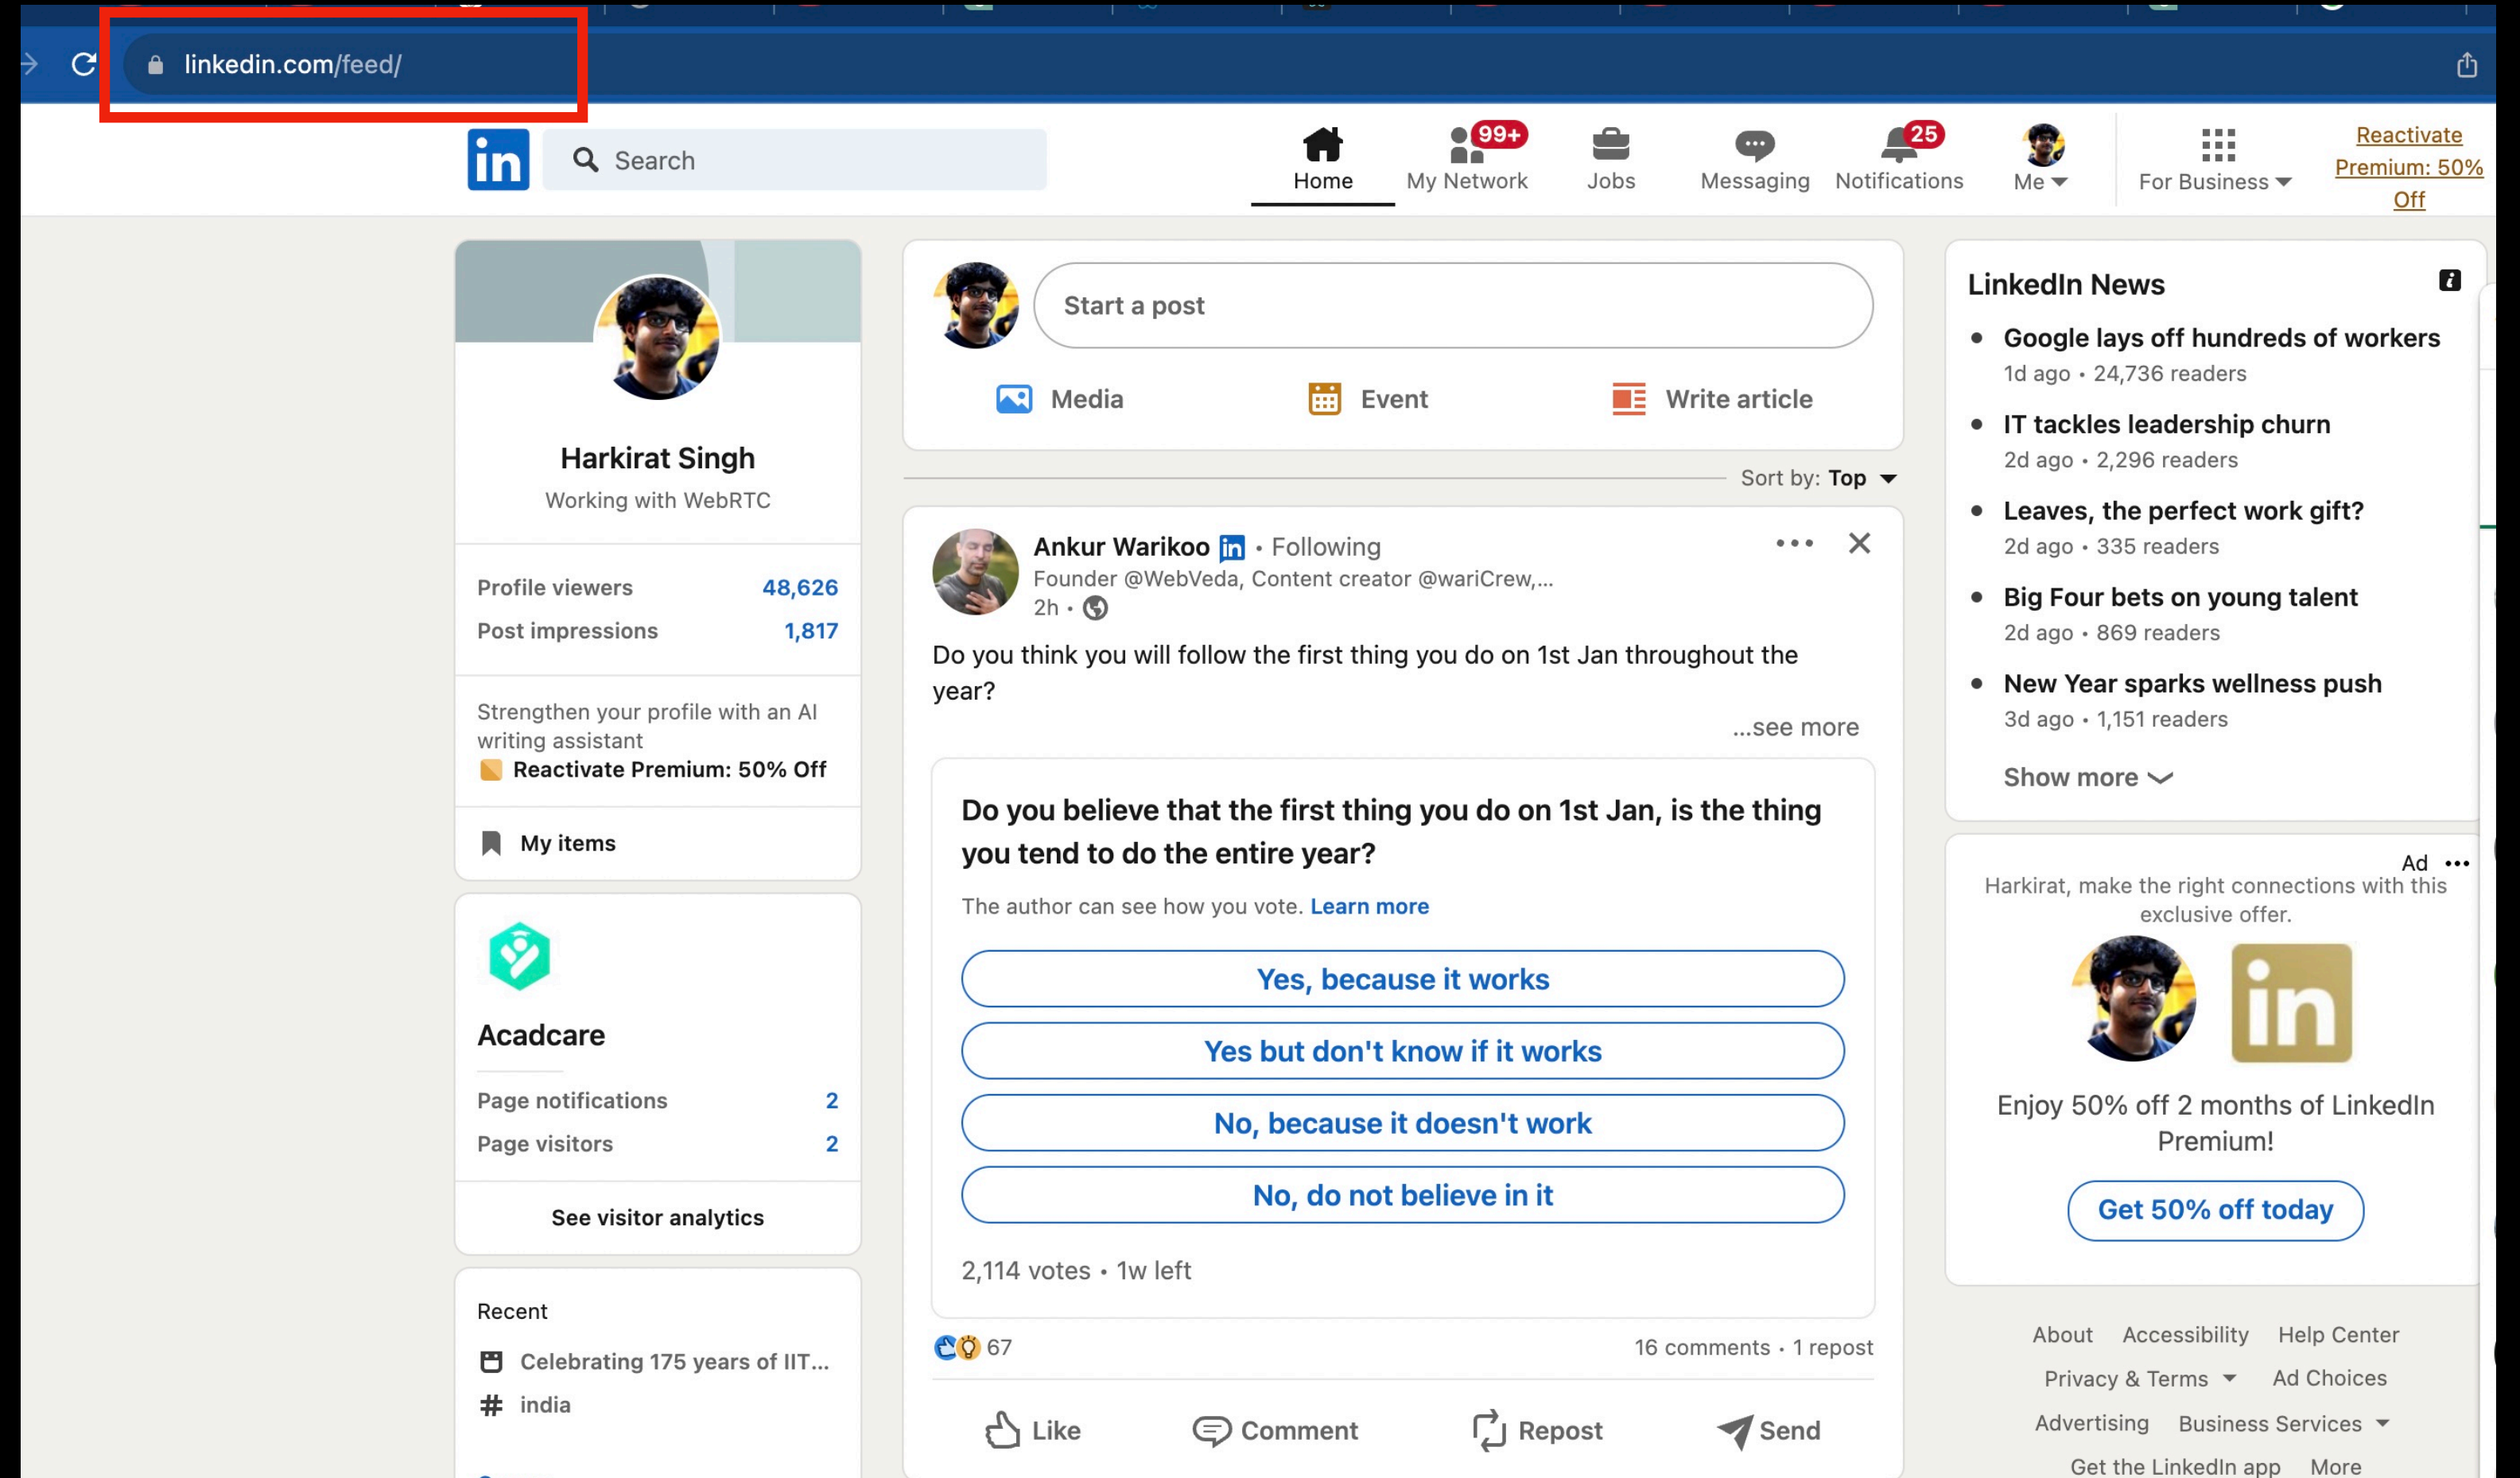 linkedin.com/feed/
in
Search
Home
99+
My Network
Jobs
Messaging
25
Notifications
Me
For Business
Reactivate
Premium: 50%
Off
Harkirat Singh
Working with WebRTC
Profile viewers 48,626
Post impressions 1,817
Strengthen your profile with an AI
writing assistant
Reactivate Premium: 50% Off
My items
Acadcare
Page notifications 2
Page visitors 2
See visitor analytics
Recent
Celebrating 175 years of IIT...
# india
Start a post
Media
Event
Write article
Sort by: Top
Ankur Warikoo in • Following
Founder @WebVeda, Content creator @wariCrew,...
2h •
Do you think you will follow the first thing you do on 1st Jan throughout the
year?
...see more
Do you believe that the first thing you do on 1st Jan, is the thing
you tend to do the entire year?
The author can see how you vote. Learn more
Yes, because it works
Yes but don't know if it works
No, because it doesn't work
No, do not believe in it
2,114 votes • 1w left
67
16 comments • 1 repost
Like
Comment
Repost
Send
LinkedIn News
Google lays off hundreds of workers
1d ago • 24,736 readers
IT tackles leadership churn
2d ago • 2,296 readers
Leaves, the perfect work gift?
2d ago • 335 readers
Big Four bets on young talent
2d ago • 869 readers
New Year sparks wellness push
3d ago • 1,151 readers
Show more
Ad
Harkirat, make the right connections with this
exclusive offer.
in
Enjoy 50% off 2 months of LinkedIn
Premium!
Get 50% off today
About Accessibility Help Center
Privacy & Terms Ad Choices
Advertising Business Services
Get the LinkedIn app More